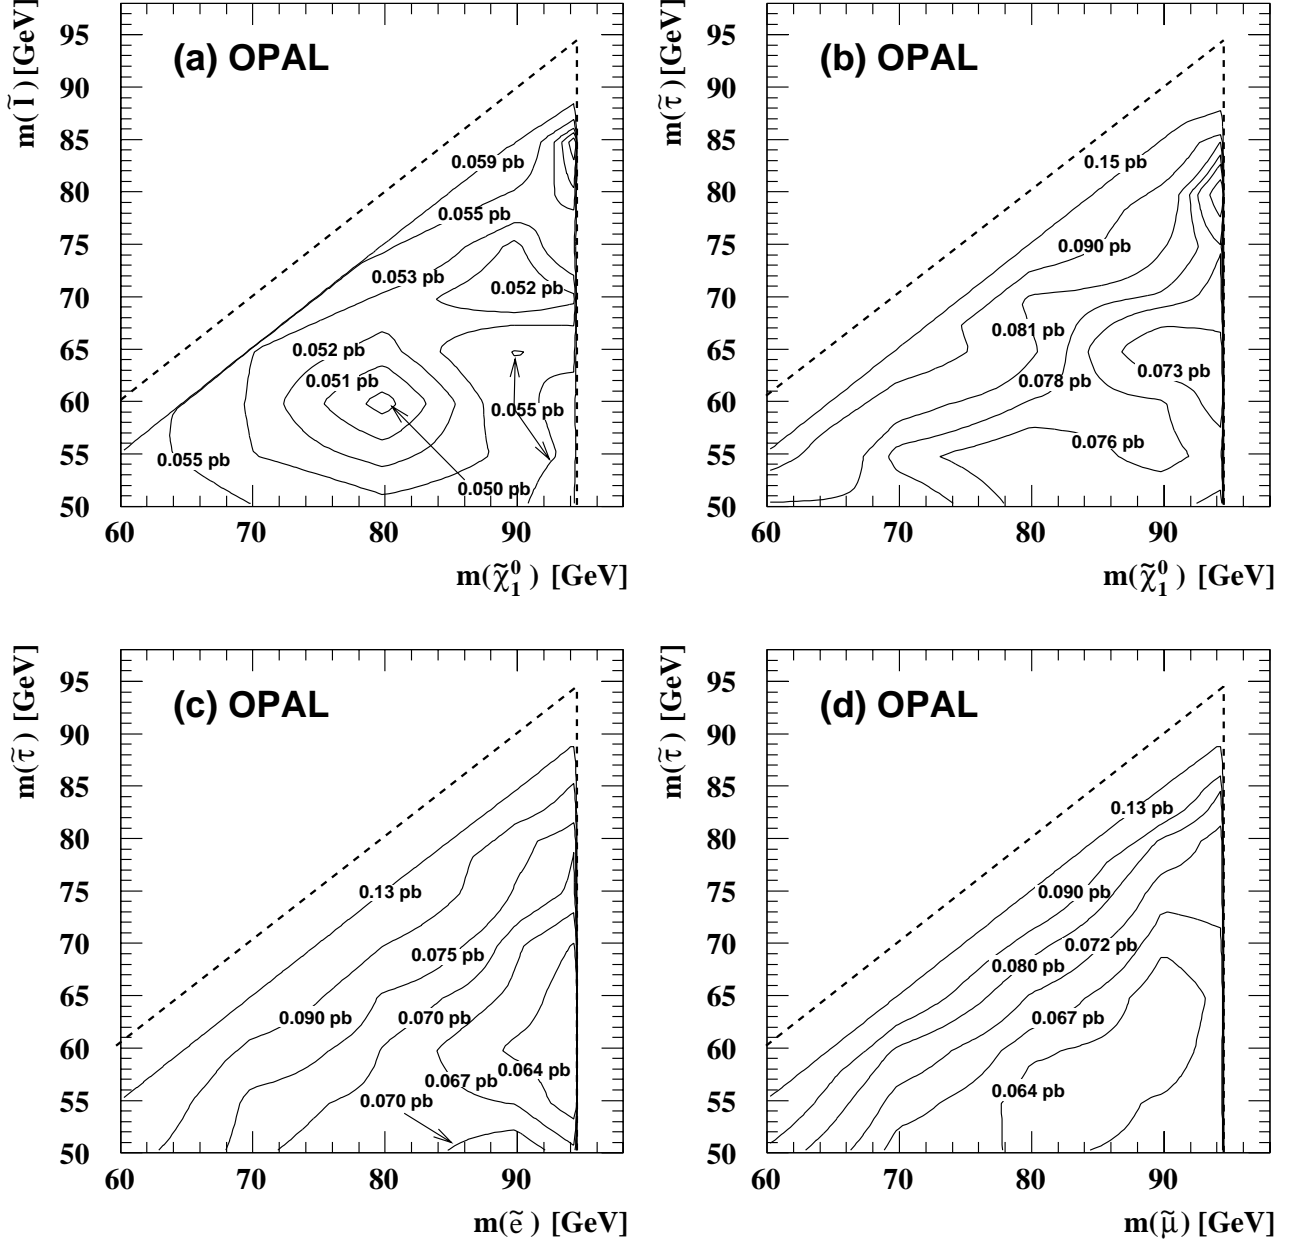 m(l̃) [GeV]
(a) OPAL
95
90
85
80
75
70
65
60
55
50
0.059 pb
0.055 pb
0.053 pb
0.052 pb
0.052 pb
0.051 pb
0.055 pb
0.055 pb
0.050 pb
60 70 80 90
m(χ̃⁰₁) [GeV]
m(τ̃) [GeV]
(b) OPAL
95
90
85
80
75
70
65
60
55
50
0.15 pb
0.090 pb
0.081 pb
0.078 pb
0.073 pb
0.076 pb
60 70 80 90
m(χ̃⁰₁) [GeV]
m(τ̃) [GeV]
(c) OPAL
95
90
85
80
75
70
65
60
55
50
0.13 pb
0.075 pb
0.090 pb
0.070 pb
0.064 pb
0.067 pb
0.070 pb
60 70 80 90
m(ẽ) [GeV]
m(τ̃) [GeV]
(d) OPAL
95
90
85
80
75
70
65
60
55
50
0.13 pb
0.090 pb
0.072 pb
0.080 pb
0.067 pb
0.064 pb
60 70 80 90
m(μ̃) [GeV]